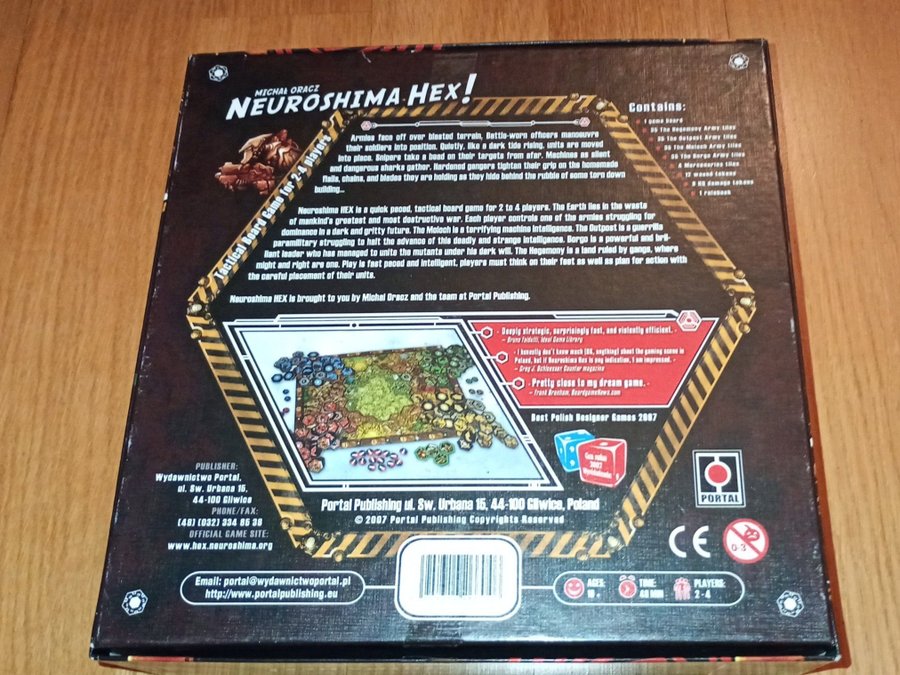 MICHAŁ ORACZ
NEUROSHIMA HEX!
Tactical Board Game For 2-4 players
Armies face off over blasted terrain. Battle-worn officers manoeuvre
their soldiers into position. Quietly, like a dark tide rising, units are moved
into place. Snipers take a bead on their targets from afar. Machines as silent
and dangerous sharks gather. Hardened gangers tighten their grip on the homemade
flails, chains, and blades they are holding as they hide behind the rubble of some torn down
building...
Neuroshima HEX is a quick paced, tactical board game for 2 to 4 players. The Earth lies in the waste
of mankind's greatest and most destructive war. Each player controls one of the armies struggling for
dominance in a dark and gritty future. The Moloch is a terrifying machine intelligence. The Outpost is a guerrilla
paramilitary struggling to halt the advance of this deadly and strange intelligence. Borgo is a powerful and bril-
liant leader who has managed to units the mutants under his dark will. The Hegemony is a land ruled by gangs, where
might and right are one. Play is fast paced and intelligent, players must think on their feet as well as plan for action with
the careful placement of their units.
Neuroshima HEX is brought to you by Michal Oracz and the team at Portal Publishing.
Contains:
1 game board
35 The Hegemony Army tiles
35 The Outpost Army tiles
35 The Moloch Army tiles
35 The Borgo Army tiles
4 Mercenaries tiles
17 wound tokens
8 HQ damage tokens
1 rulebook
- Deeply strategic, surprisingly fast, and violently efficient. -
– Bruno Faidutti, Ideal Game Library
- I honestly don't know much (OK, anything) about the gaming scene in
Poland, but if Neuroshima Hex is any indication, I am impressed. -
– Greg J. Schloesser Counter magazine
- Pretty close to my dream game. -
– Frank Branham, BoardgameNews.com
Best Polish Designer Games 2007
Gra roku
2007
PORTAL
Portal Publishing ul. Sw. Urbana 15, 44-100 Gliwice, Poland
© 2007 Portal Publishing Copyrights Reserved
PUBLISHER:
Wydawnictwo Portal,
ul. Sw. Urbana 15,
44-100 Gliwice
PHONE/FAX:
(48) (032) 334 85 38
OFFICIAL GAME SITE:
www.hex.neuroshima.org
CE
0-3
Email: portal@wydawnictwoportal.pl
http://www.portalpublishing.eu
AGES:
10 +
TIME:
PLAYERS:
2 - 4